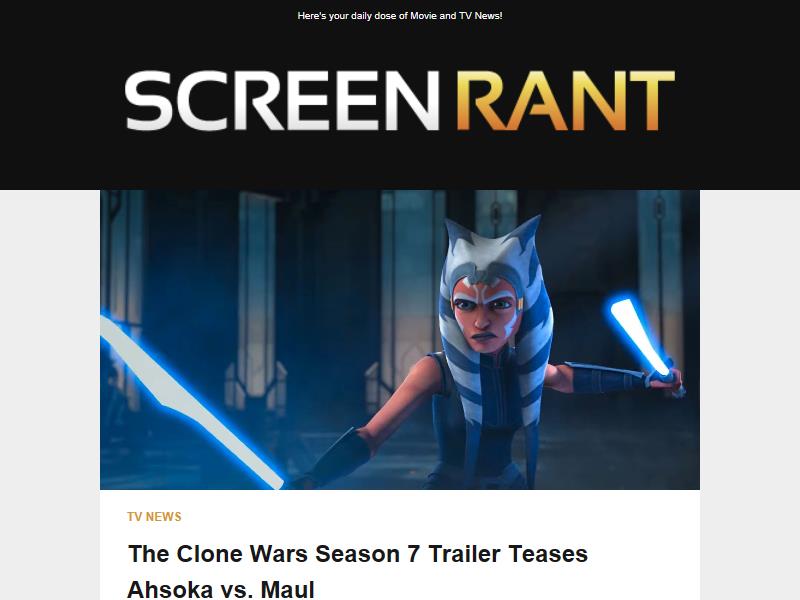 Here's your daily dose of Movie and TV News!
SCREEN RANT
TV NEWS
The Clone Wars Season 7 Trailer Teases
Ahsoka vs. Maul